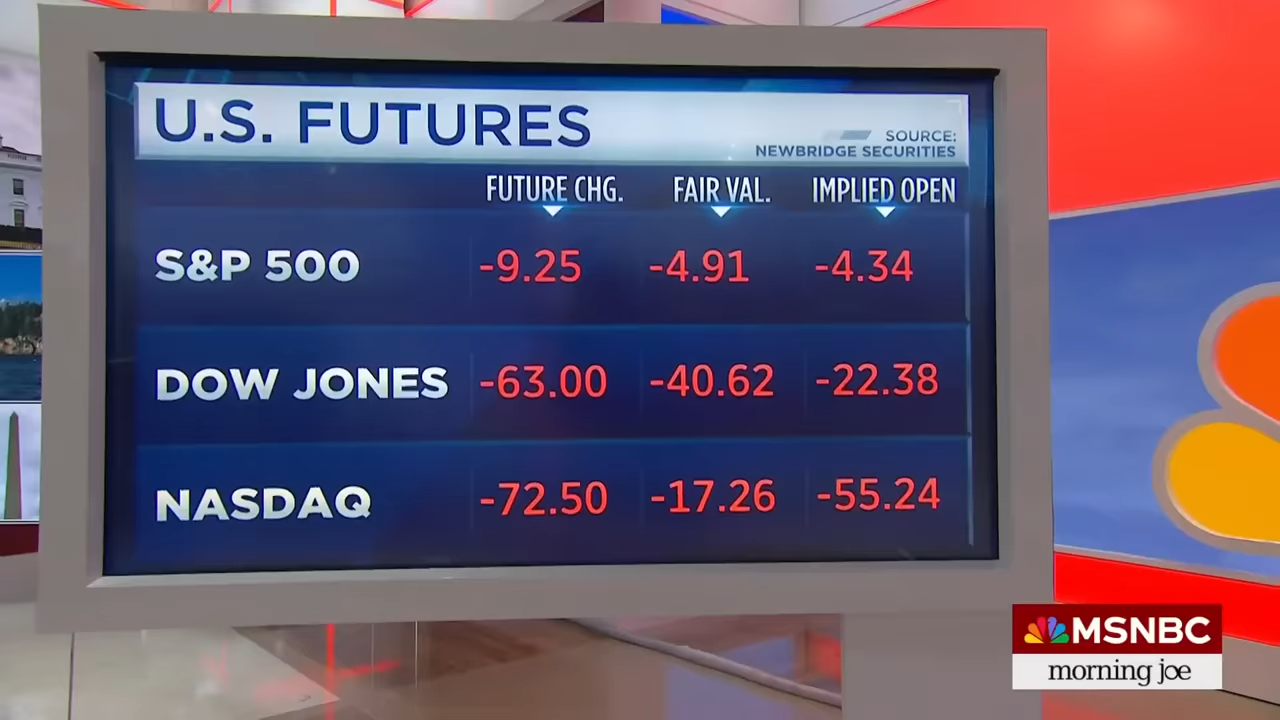 U.S. FUTURES
SOURCE:
NEWBRIDGE SECURITIES
FUTURE CHG. FAIR VAL. IMPLIED OPEN
S&P 500 -9.25 -4.91 -4.34
DOW JONES -63.00 -40.62 -22.38
NASDAQ -72.50 -17.26 -55.24
MSNBC
morning joe